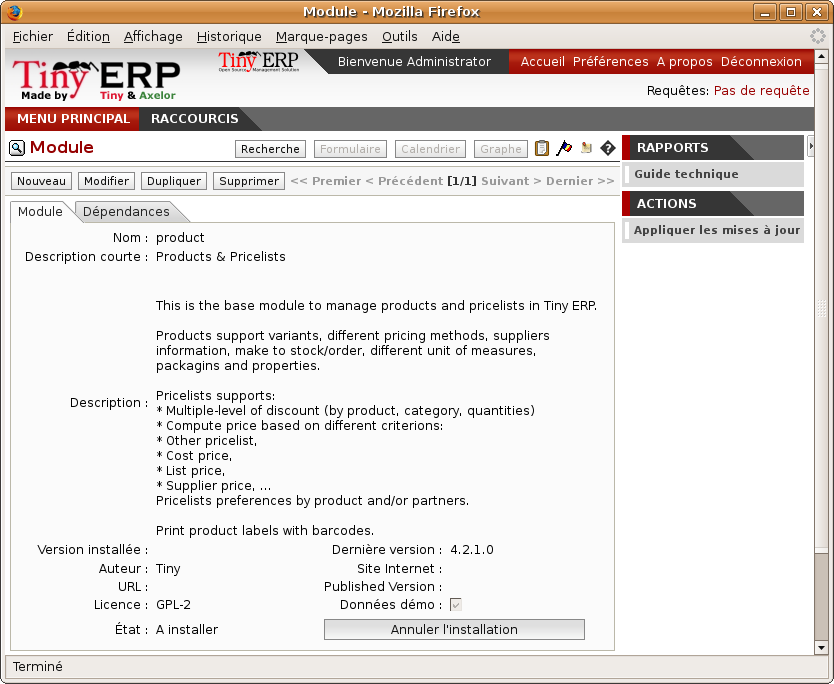 Module - Mozilla Firefox
Fichier Édition Affichage Historique Marque-pages Outils Aide
Tiny ERP
Made by Tiny & Axelor
Tiny ERP
Open Source Management Solution
Bienvenue Administrator
Accueil Préférences A propos Déconnexion
Requêtes: Pas de requête
MENU PRINCIPAL RACCOURCIS
Module
Recherche Formulaire Calendrier Graphe
Nouveau Modifier Dupliquer Supprimer << Premier < Précédent [1/1] Suivant > Dernier >>
Module Dépendances
Nom : product
Description courte : Products & Pricelists
Description :
This is the base module to manage products and pricelists in Tiny ERP.
Products support variants, different pricing methods, suppliers
information, make to stock/order, different unit of measures,
packagins and properties.
Pricelists supports:
* Multiple-level of discount (by product, category, quantities)
* Compute price based on different criterions:
* Other pricelist,
* Cost price,
* List price,
* Supplier price, ...
Pricelists preferences by product and/or partners.
Print product labels with barcodes.
Version installée : Dernière version : 4.2.1.0
Auteur : Tiny Site Internet :
URL : Published Version :
Licence : GPL-2 Données démo :
État : A installer Annuler l'installation
RAPPORTS
Guide technique
ACTIONS
Appliquer les mises à jour
Terminé